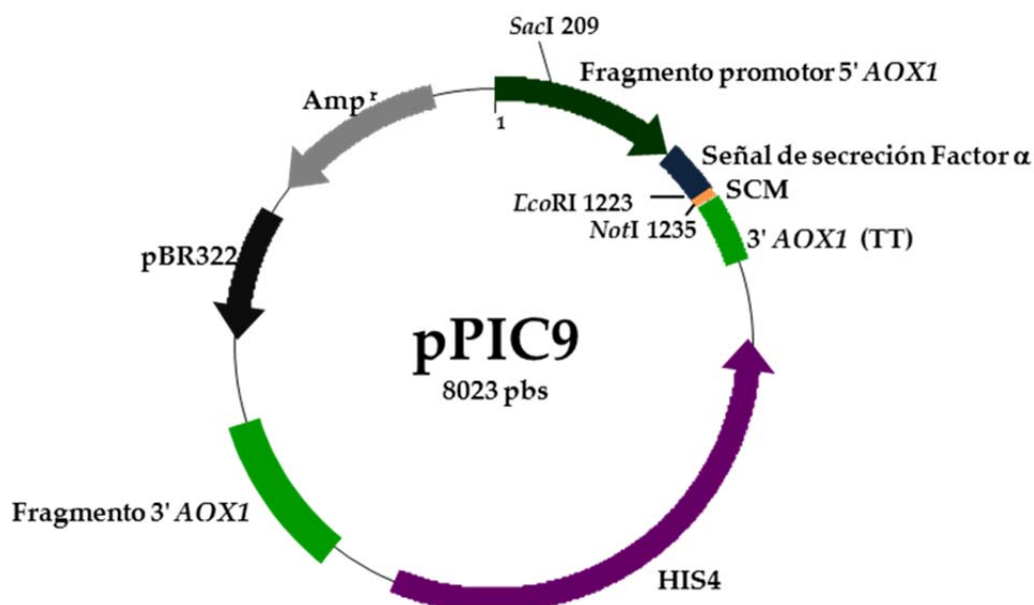 SacI 209
Fragmento promotor 5' AOX1
Amp r
1
Señal de secreción Factor α
SCM
EcoRI 1223
NotI 1235
3' AOX1 (TT)
pBR322
pPIC9
8023 pbs
Fragmento 3' AOX1
HIS4